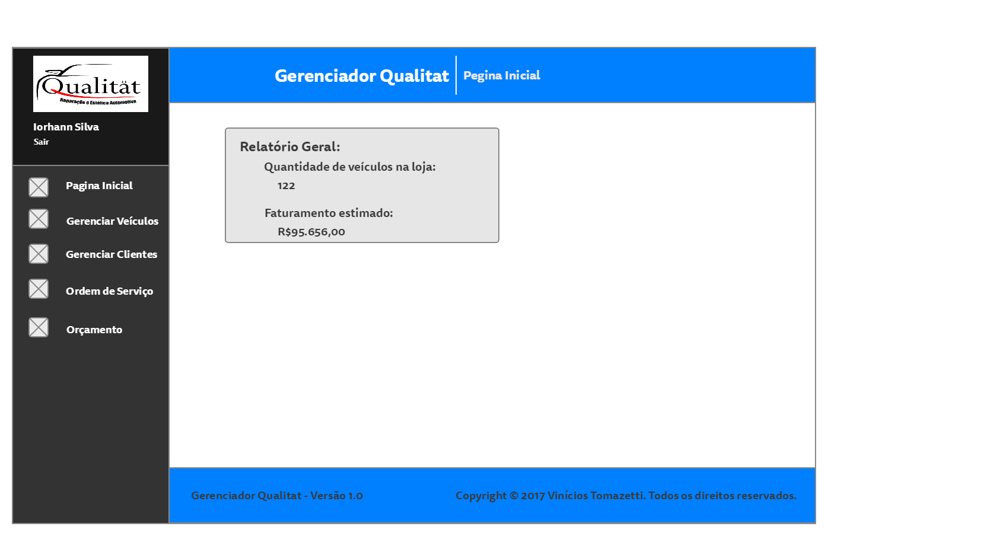 Qualität
Reparação e Estética Automotiva
Iorhann Silva
Sair
Pagina Inicial
Gerenciar Veículos
Gerenciar Clientes
Ordem de Serviço
Orçamento
Gerenciador Qualitat
Pegina Inicial
Relatório Geral:
Quantidade de veículos na loja:
122
Faturamento estimado:
R$95.656,00
Gerenciador Qualitat - Versão 1.0
Copyright © 2017 Vinícios Tomazetti. Todos os direitos reservados.